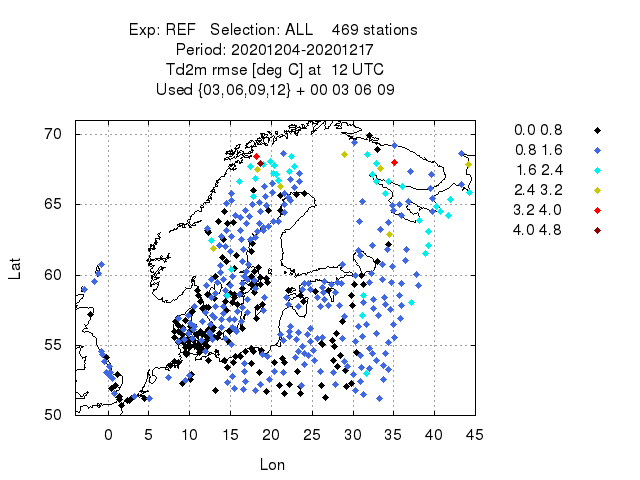 Exp: REF Selection: ALL 469 stations
Period: 20201204-20201217
Td2m rmse [deg C] at 12 UTC
Used {03,06,09,12} + 00 03 06 09
70
65
60
55
50
Lat
0 5 10 15 20 25 30 35 40 45
Lon
0.0 0.8
0.8 1.6
1.6 2.4
2.4 3.2
3.2 4.0
4.0 4.8